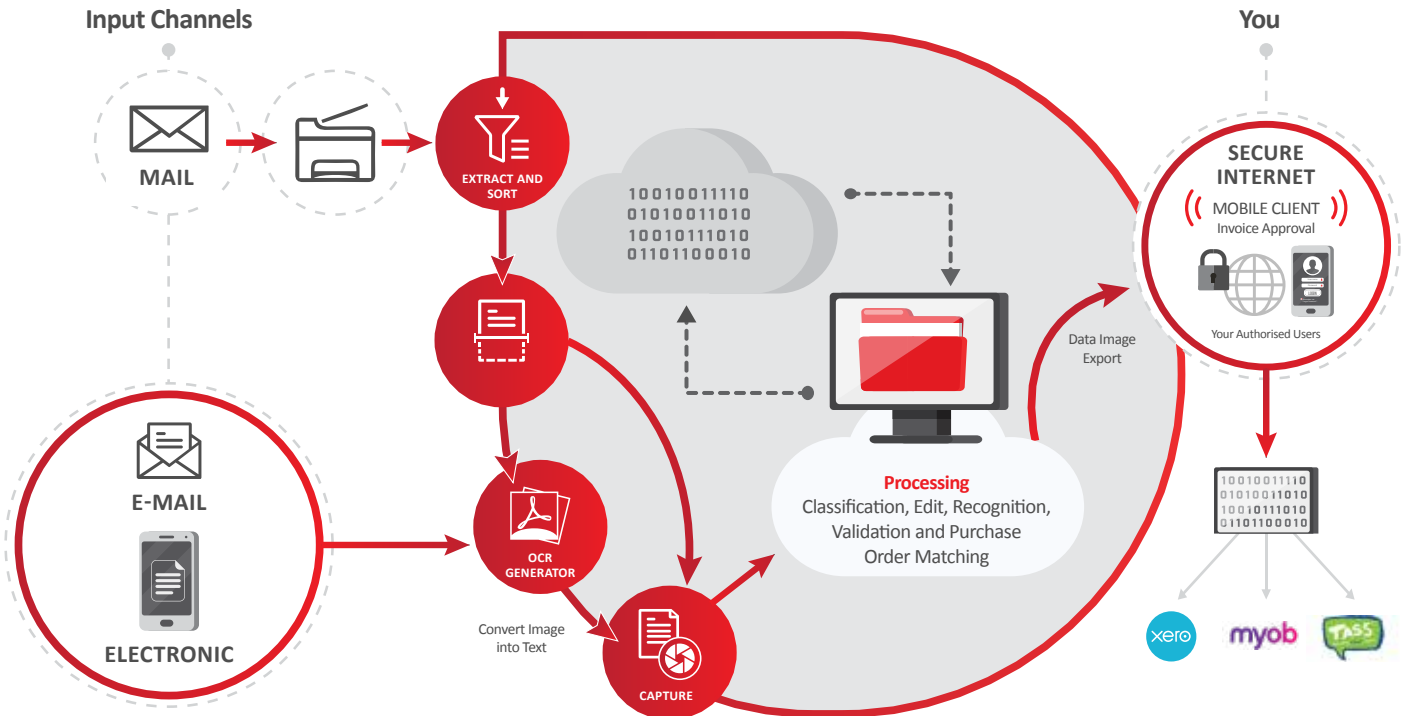 Input Channels
You
MAIL
EXTRACT AND
SORT
10010011110
01010011010
10010111010
01101100010
SECURE
INTERNET
MOBILE CLIENT
Invoice Approval
Your Authorised Users
Data Image
Export
E-MAIL
ELECTRONIC
OCR
GENERATOR
Convert Image
into Text
CAPTURE
Processing
Classification, Edit, Recognition,
Validation and Purchase
Order Matching
10010011110
01010011010
10010111010
01101100010
xero
myob
TASS